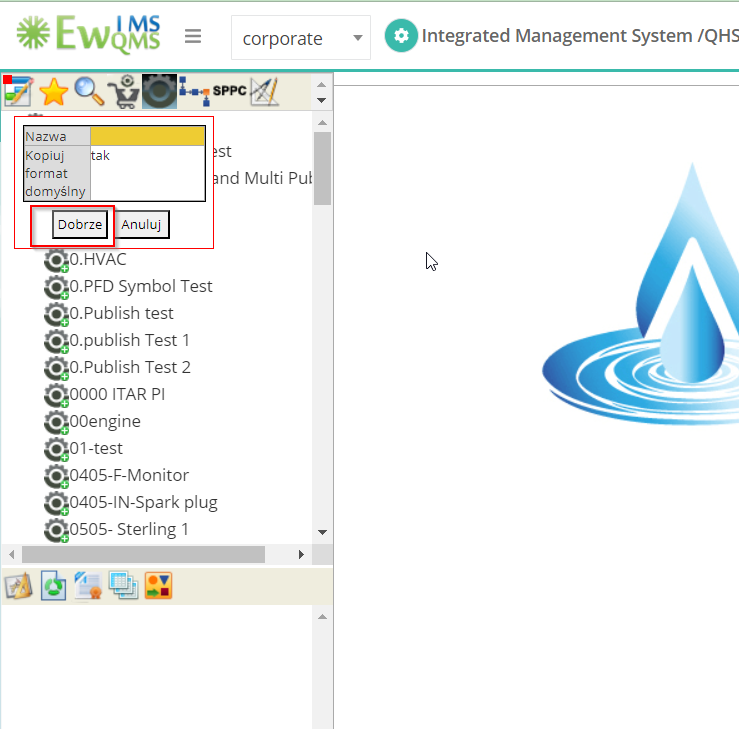 EwQMS IMS
corporate
Integrated Management System /QHS
SPPC
Nazwa
Kopiuj format domyślny
tak
est
and Multi Pub
Dobrze
Anuluj
0.HVAC
0.PFD Symbol Test
0.Publish test
0.publish Test 1
0.Publish Test 2
0000 ITAR PI
00engine
01-test
0405-F-Monitor
0405-IN-Spark plug
0505- Sterling 1